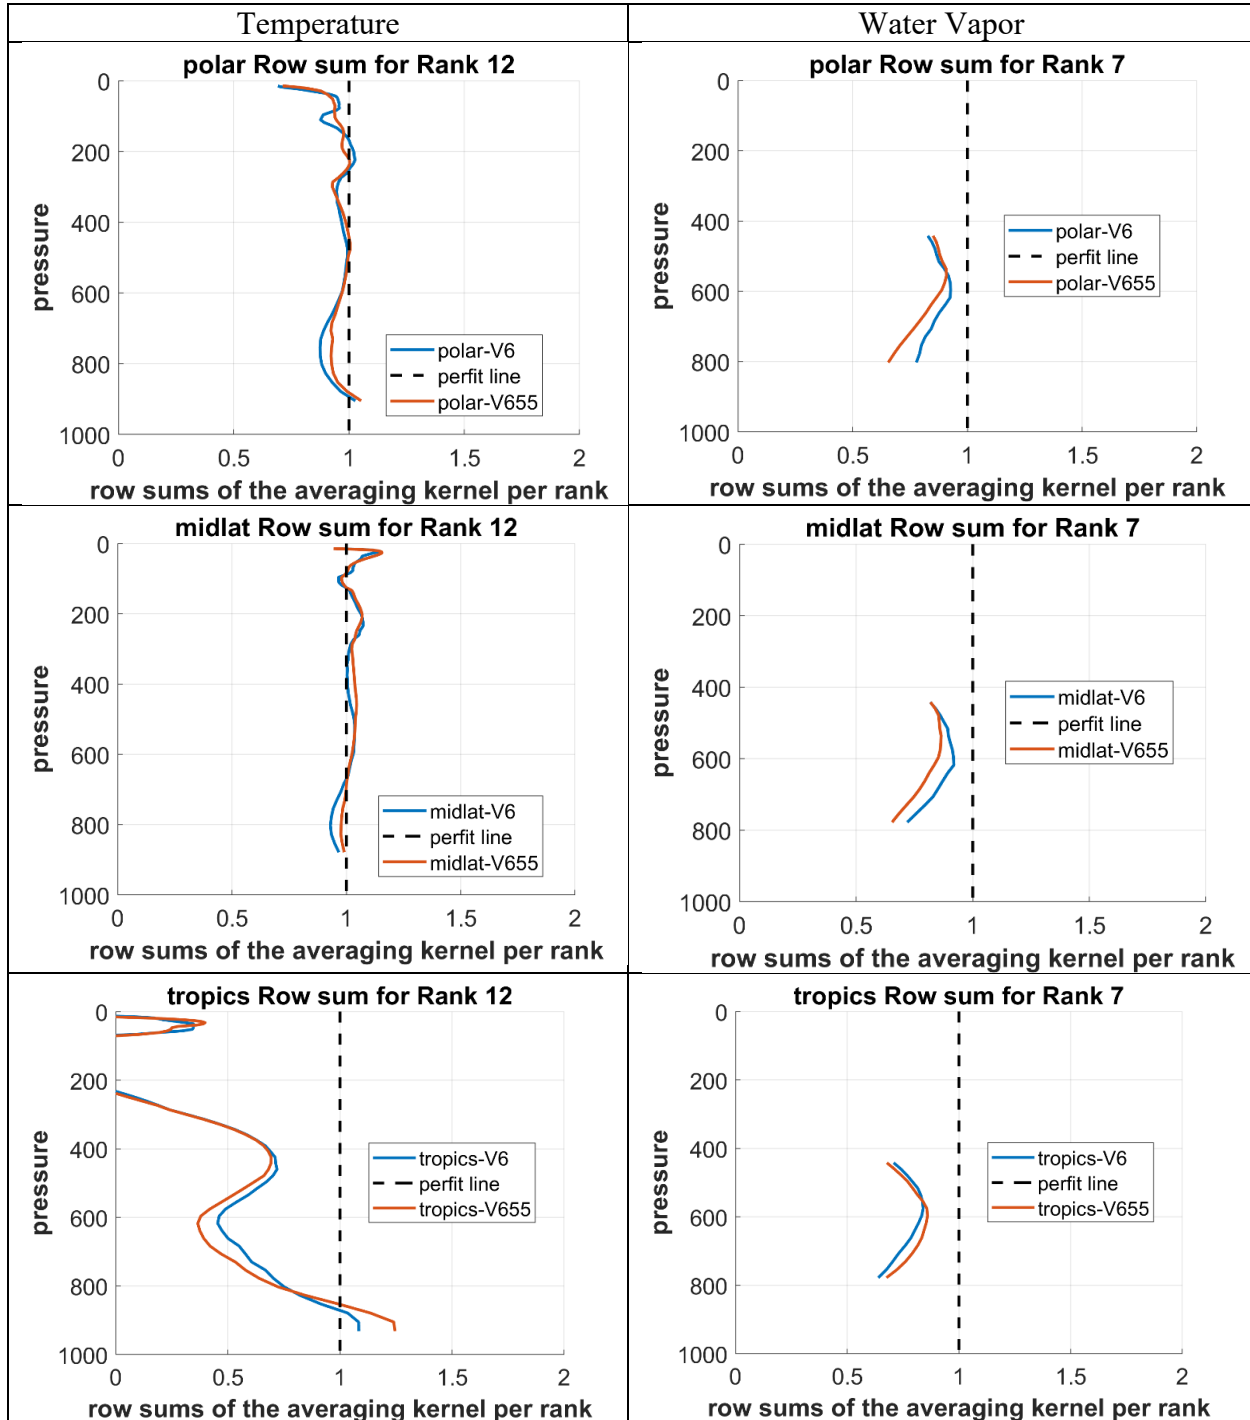 Temperature
Water Vapor
polar Row sum for Rank 12
0
200
400
600
800
1000
pressure
polar-V6
perfit line
polar-V655
0 0.5 1 1.5 2
row sums of the averaging kernel per rank
polar Row sum for Rank 7
0
200
400
600
800
1000
pressure
polar-V6
perfit line
polar-V655
0 0.5 1 1.5 2
row sums of the averaging kernel per rank
midlat Row sum for Rank 12
0
200
400
600
800
1000
pressure
midlat-V6
perfit line
midlat-V655
0 0.5 1 1.5 2
row sums of the averaging kernel per rank
midlat Row sum for Rank 7
0
200
400
600
800
1000
pressure
midlat-V6
perfit line
midlat-V655
0 0.5 1 1.5 2
row sums of the averaging kernel per rank
tropics Row sum for Rank 12
0
200
400
600
800
1000
pressure
tropics-V6
perfit line
tropics-V655
0 0.5 1 1.5 2
row sums of the averaging kernel per rank
tropics Row sum for Rank 7
0
200
400
600
800
1000
pressure
tropics-V6
perfit line
tropics-V655
0 0.5 1 1.5 2
row sums of the averaging kernel per rank